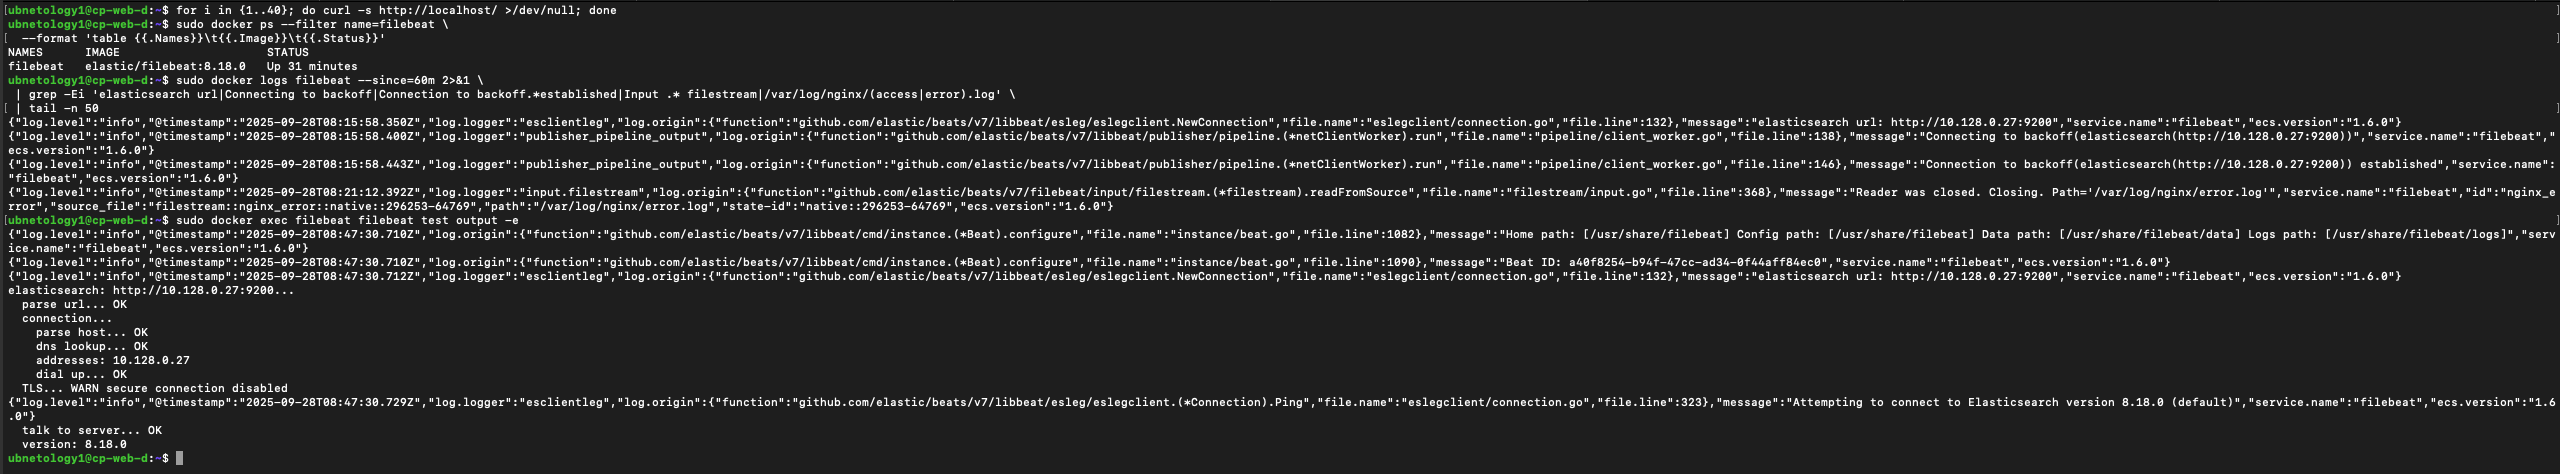 [ubnetology1@cp-web-d:~$ for i in {1..40}; do curl -s http://localhost/ >/dev/null; done ]
ubnetology1@cp-web-d:~$ sudo docker ps --filter name=filebeat \
[  --format 'table {{.Names}}\t{{.Image}}\t{{.Status}}' ]
NAMES      IMAGE                     STATUS
filebeat   elastic/filebeat:8.18.0   Up 31 minutes
ubnetology1@cp-web-d:~$ sudo docker logs filebeat --since=60m 2>&1 \
 | grep -Ei 'elasticsearch url|Connecting to backoff|Connection to backoff.*established|Input .* filestream|/var/log/nginx/(access|error).log' \
[ | tail -n 50 ]
{"log.level":"info","@timestamp":"2025-09-28T08:15:58.350Z","log.logger":"esclientleg","log.origin":{"function":"github.com/elastic/beats/v7/libbeat/esleg/eslegclient.NewConnection","file.name":"eslegclient/connection.go","file.line":132},"message":"elasticsearch url: http://10.128.0.27:9200","service.name":"filebeat","ecs.version":"1.6.0"}
{"log.level":"info","@timestamp":"2025-09-28T08:15:58.400Z","log.logger":"publisher_pipeline_output","log.origin":{"function":"github.com/elastic/beats/v7/libbeat/publisher/pipeline.(*netClientWorker).run","file.name":"pipeline/client_worker.go","file.line":138},"message":"Connecting to backoff(elasticsearch(http://10.128.0.27:9200))","service.name":"filebeat","
ecs.version":"1.6.0"}
{"log.level":"info","@timestamp":"2025-09-28T08:15:58.443Z","log.logger":"publisher_pipeline_output","log.origin":{"function":"github.com/elastic/beats/v7/libbeat/publisher/pipeline.(*netClientWorker).run","file.name":"pipeline/client_worker.go","file.line":146},"message":"Connection to backoff(elasticsearch(http://10.128.0.27:9200)) established","service.name":
"filebeat","ecs.version":"1.6.0"}
{"log.level":"info","@timestamp":"2025-09-28T08:21:12.392Z","log.logger":"input.filestream","log.origin":{"function":"github.com/elastic/beats/v7/filebeat/input/filestream.(*filestream).readFromSource","file.name":"filestream/input.go","file.line":368},"message":"Reader was closed. Closing. Path='/var/log/nginx/error.log'","service.name":"filebeat","id":"nginx_e
rror","source_file":"filestream::nginx_error::native::296253-64769","path":"/var/log/nginx/error.log","state-id":"native::296253-64769","ecs.version":"1.6.0"}
[ubnetology1@cp-web-d:~$ sudo docker exec filebeat filebeat test output -e ]
{"log.level":"info","@timestamp":"2025-09-28T08:47:30.710Z","log.origin":{"function":"github.com/elastic/beats/v7/libbeat/cmd/instance.(*Beat).configure","file.name":"instance/beat.go","file.line":1082},"message":"Home path: [/usr/share/filebeat] Config path: [/usr/share/filebeat] Data path: [/usr/share/filebeat/data] Logs path: [/usr/share/filebeat/logs]","serv
ice.name":"filebeat","ecs.version":"1.6.0"}
{"log.level":"info","@timestamp":"2025-09-28T08:47:30.710Z","log.origin":{"function":"github.com/elastic/beats/v7/libbeat/cmd/instance.(*Beat).configure","file.name":"instance/beat.go","file.line":1090},"message":"Beat ID: a40f8254-b94f-47cc-ad34-0f44aff84ec0","service.name":"filebeat","ecs.version":"1.6.0"}
{"log.level":"info","@timestamp":"2025-09-28T08:47:30.712Z","log.logger":"esclientleg","log.origin":{"function":"github.com/elastic/beats/v7/libbeat/esleg/eslegclient.NewConnection","file.name":"eslegclient/connection.go","file.line":132},"message":"elasticsearch url: http://10.128.0.27:9200","service.name":"filebeat","ecs.version":"1.6.0"}
elasticsearch: http://10.128.0.27:9200...
  parse url... OK
  connection...
    parse host... OK
    dns lookup... OK
    addresses: 10.128.0.27
    dial up... OK
  TLS... WARN secure connection disabled
{"log.level":"info","@timestamp":"2025-09-28T08:47:30.729Z","log.logger":"esclientleg","log.origin":{"function":"github.com/elastic/beats/v7/libbeat/esleg/eslegclient.(*Connection).Ping","file.name":"eslegclient/connection.go","file.line":323},"message":"Attempting to connect to Elasticsearch version 8.18.0 (default)","service.name":"filebeat","ecs.version":"1.6
.0"}
  talk to server... OK
  version: 8.18.0
ubnetology1@cp-web-d:~$